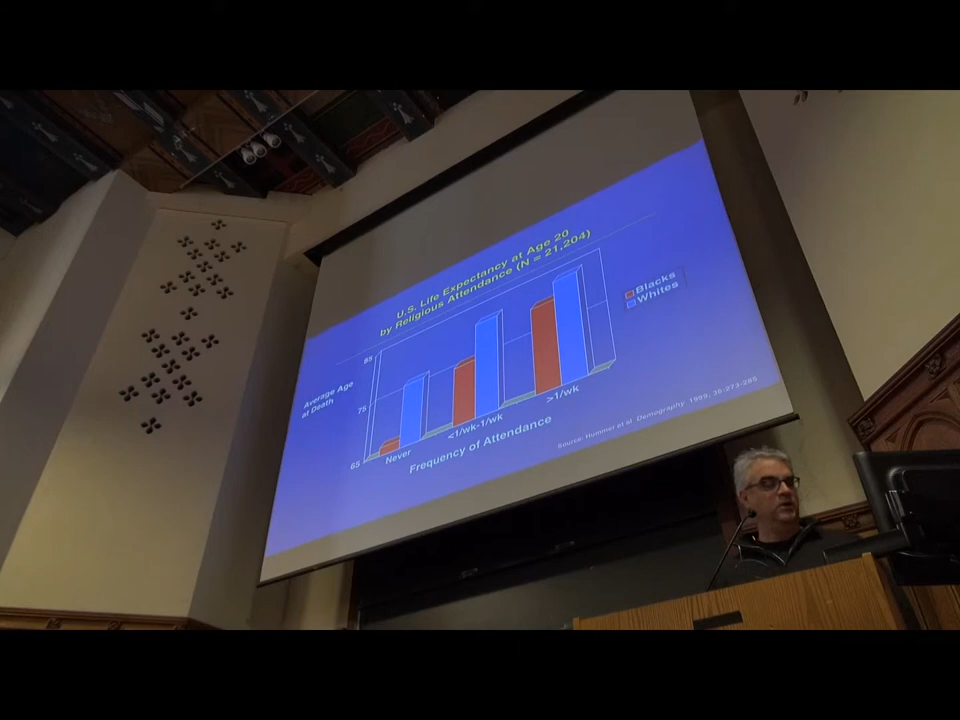 U.S. Life Expectancy at Age 20
by Religious Attendance (N = 21,204)
Blacks
Whites
85
Average Age
at Death
75
65
Never
<1/wk-1/wk
>1/wk
Frequency of Attendance
Source: Hummer et al Demography 1999; 36:273-285